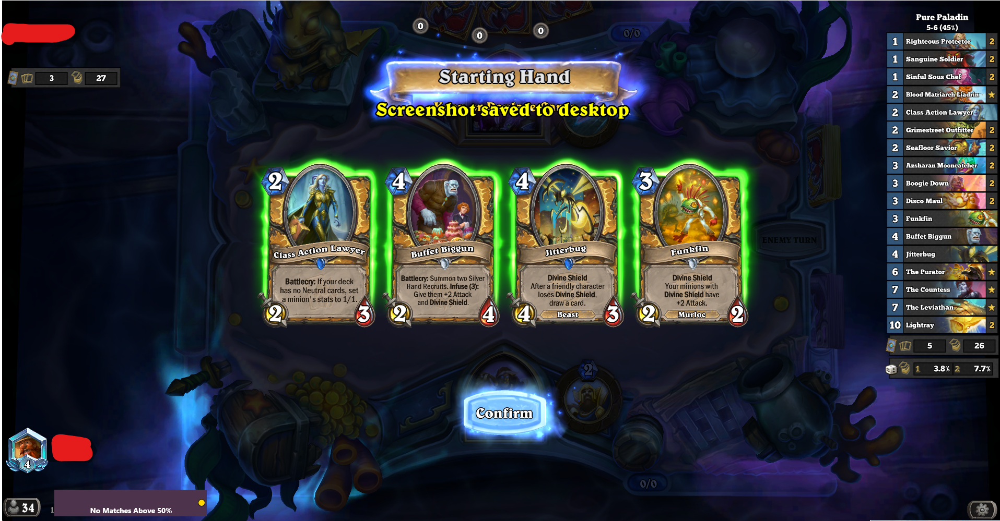 0
0
0
0/0
3
27
Starting Hand
Screenshot saved to desktop
2
Class Action Lawyer
Battlecry: If your deck
has no Neutral cards, set
a minion's stats to 1/1.
2
3
4
Buffet Biggun
Battlecry: Summon two Silver
Hand Recruits. Infuse (3):
Give them +2 Attack
and Divine Shield.
2
4
4
Jitterbug
Divine Shield
After a friendly character
loses Divine Shield,
draw a card.
Beast
4
3
3
Funkfin
Divine Shield
Your minions with
Divine Shield have
+2 Attack.
Murloc
2
2
ENEMY TURN
Confirm
2
0/0
4
34
1
No Matches Above 50%
Pure Paladin
5-6 (45%)
1 Righteous Protector 2
1 Sanguine Soldier 2
1 Sinful Sous Chef 2
2 Blood Matriarch Liadrin
2 Class Action Lawyer
2 Grimestreet Outfitter 2
2 Seafloor Savior 2
3 Azsharan Mooncatcher 2
3 Boogie Down 2
3 Disco Maul 2
3 Funkfin
4 Buffet Biggun
4 Jitterbug
6 The Purator
7 The Countess
7 The Leviathan
10 Lightray 2
5
26
1 3.8% 2 7.7%